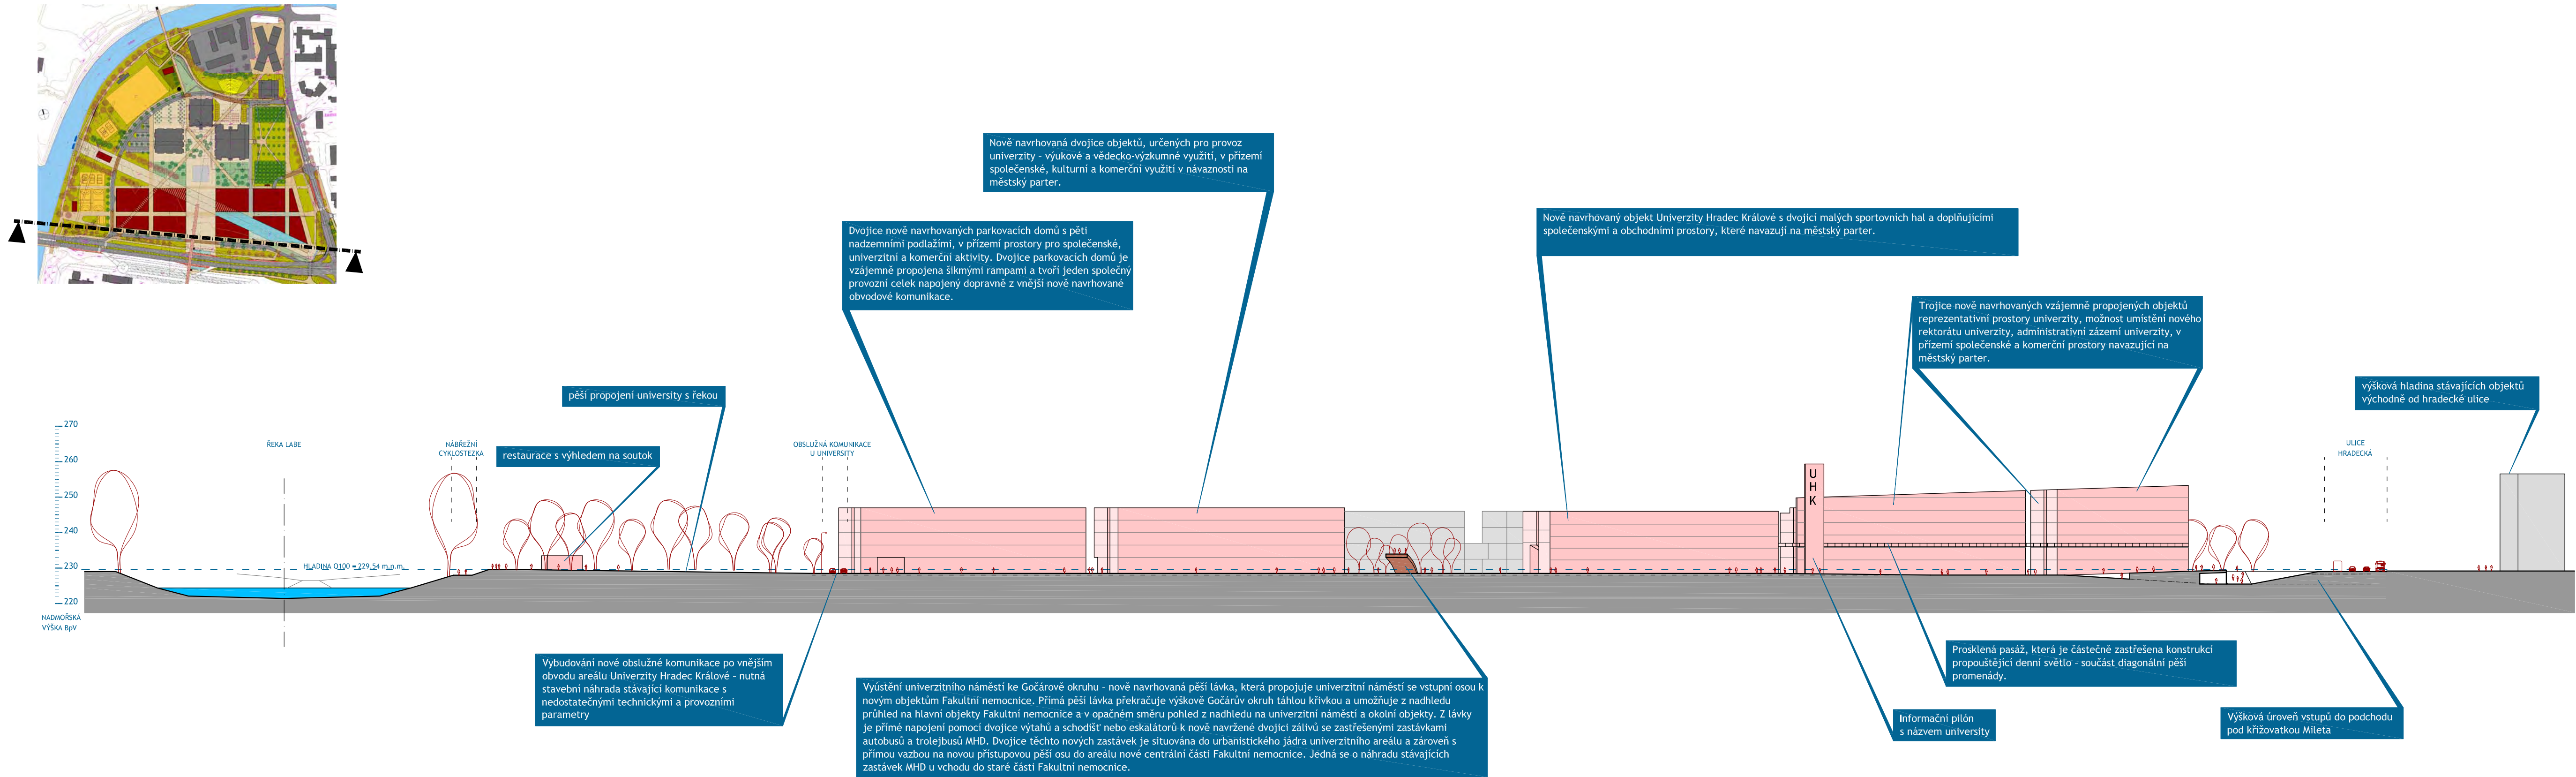 Nově navrhovaná dvojice objektů, určených pro provoz
univerzity – výukové a vědecko-výzkumné využití, v přízemí
společenské, kulturní a komerční využití v návaznosti na
městský parter.
Dvojice nově navrhovaných parkovacích domů s pěti
nadzemními podlažími, v přízemí prostory pro společenské,
univerzitní a komerční aktivity. Dvojice parkovacích domů je
vzájemně propojena šikmými rampami a tvoří jeden společný
provozní celek napojený dopravně z vnější nově navrhované
obvodové komunikace.
Nově navrhovaný objekt Univerzity Hradec Králové s dvojicí malých sportovních hal a doplňujícími
společenskými a obchodními prostory, které navazují na městský parter.
Trojice nově navrhovaných vzájemně propojených objektů –
reprezentativní prostory univerzity, možnost umístění nového
rektorátu univerzity, administrativní zázemí univerzity, v
přízemí společenské a komerční prostory navazující na
městský parter.
výšková hladina stávajících objektů
východně od hradecké ulice
pěší propojení university s řekou
restaurace s výhledem na soutok
270
260
250
240
230
220
NADMOŘSKÁ
VÝŠKA BpV
ŘEKA LABE
NÁBŘEŽNÍ
CYKLOSTEZKA
OBSLUŽNÁ KOMUNIKACE
U UNIVERSITY
ULICE
HRADECKÁ
HLADINA Q100 = 229,54 m.n.m.
U
H
K
Vybudování nové obslužné komunikace po vnějším
obvodu areálu Univerzity Hradec Králové – nutná
stavební náhrada stávající komunikace s
nedostatečnými technickými a provozními
parametry
Vyústění univerzitního náměstí ke Gočárově okruhu – nově navrhovaná pěší lávka, která propojuje univerzitní náměstí se vstupní osou k
novým objektům Fakultní nemocnice. Přímá pěší lávka překračuje výškově Gočárův okruh táhlou křivkou a umožňuje z nadhledu
průhled na hlavní objekty Fakultní nemocnice a v opačném směru pohled z nadhledu na univerzitní náměstí a okolní objekty. Z lávky
je přímé napojení pomocí dvojice výtahů a schodišť nebo eskalátorů k nově navržené dvojici zálivů se zastřešenými zastávkami
autobusů a trolejbusů MHD. Dvojice těchto nových zastávek je situována do urbanistického jádra univerzitního areálu a zároveň s
přímou vazbou na novou přístupovou pěší osu do areálu nové centrální části Fakultní nemocnice. Jedná se o náhradu stávajících
zastávek MHD u vchodu do staré části Fakultní nemocnice.
Prosklená pasáž, která je částečně zastřešena konstrukcí
propouštějící denní světlo – součást diagonální pěší
promenády.
Informační pilón
s názvem university
Výšková úroveň vstupů do podchodu
pod křižovatkou Mileta